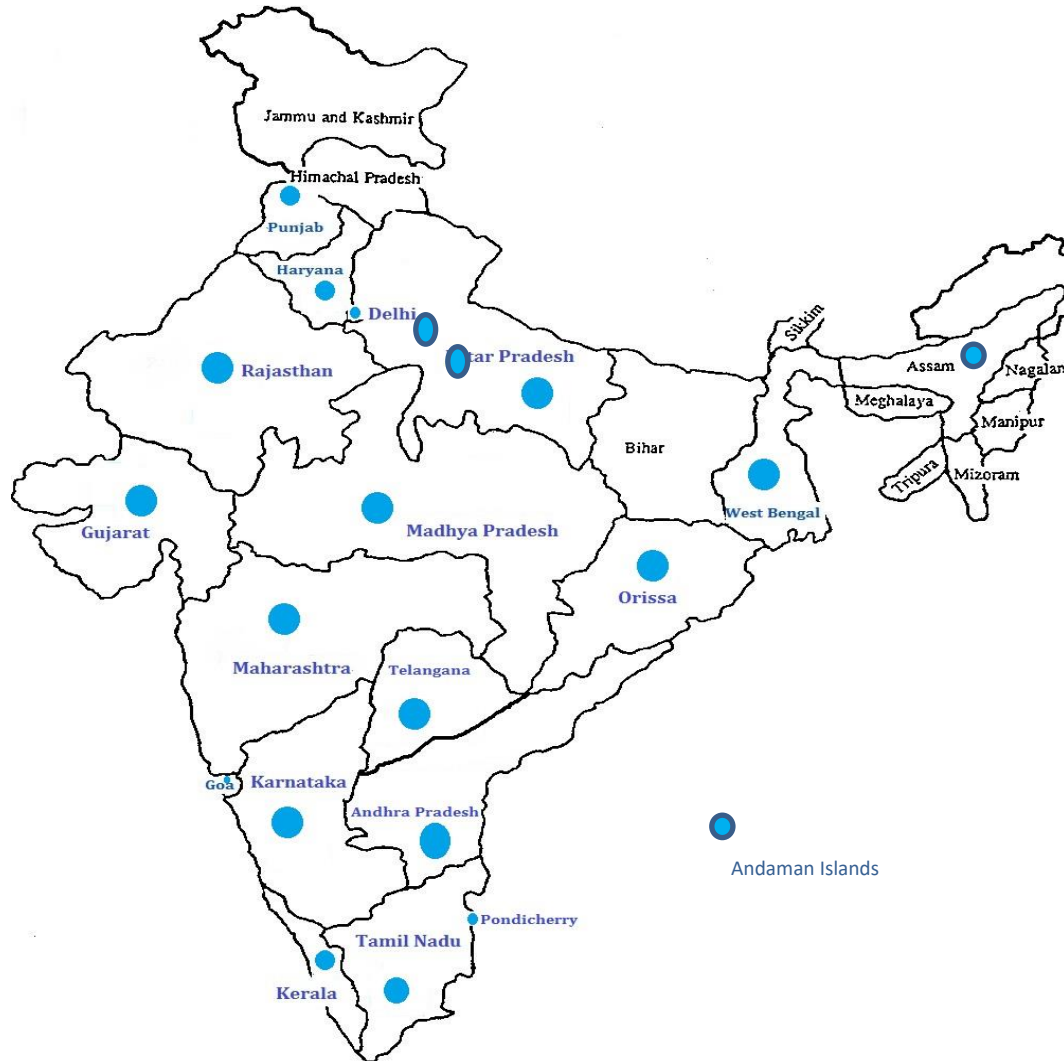 Jammu and Kashmir
Himachal Pradesh
Punjab
Haryana
Delhi
Sikkim
tar Pradesh
Rajasthan
Assam
Nagalan
Meghalaya
Manipur
Bihar
Tripura
Mizoram
West Bengal
Gujarat
Madhya Pradesh
Orissa
Maharashtra
Telangana
Goa
Karnataka
Andhra Pradesh
Andaman Islands
Pondicherry
Tamil Nadu
Kerala